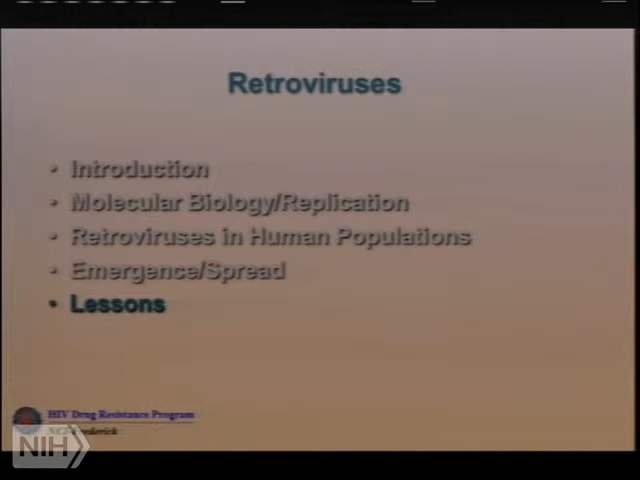 Retroviruses
• Introduction
• Molecular Biology/Replication
• Retroviruses in Human Populations
• Emergence/Spread
• Lessons
HIV Drug Resistance Program
NIH